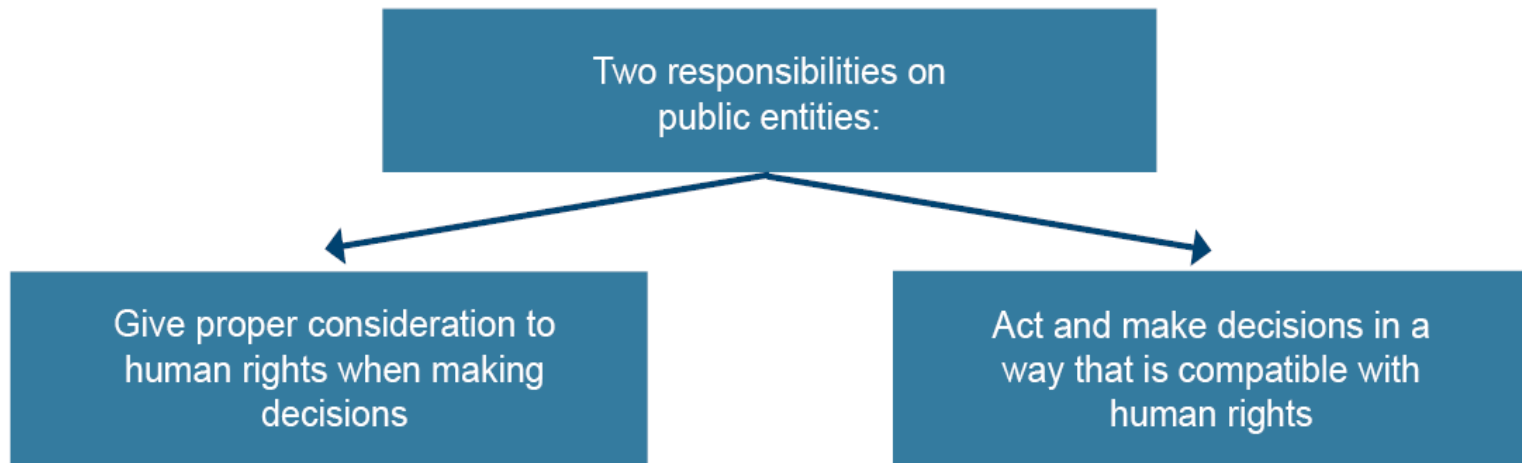 Two responsibilities on
public entities:
Give proper consideration to
human rights when making
decisions
Act and make decisions in a
way that is compatible with
human rights